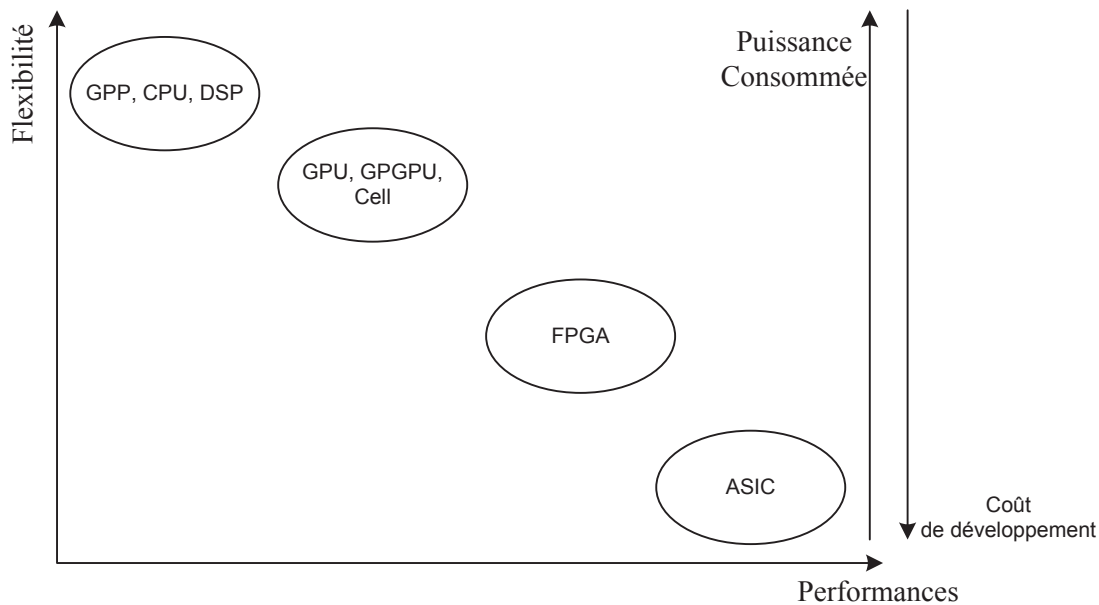 Flexibilité
GPP, CPU, DSP
GPU, GPGPU,
Cell
FPGA
ASIC
Puissance
Consommée
Coût
de développement
Performances